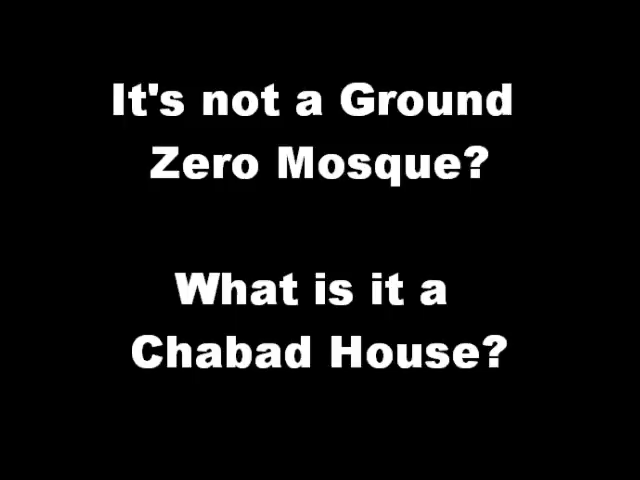 It's not a Ground
Zero Mosque?
What is it a
Chabad House?